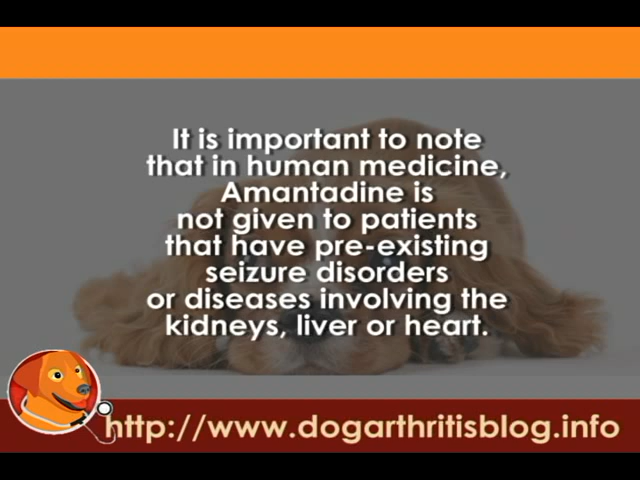 It is important to note
that in human medicine,
Amantadine is
not given to patients
that have pre-existing
seizure disorders
or diseases involving the
kidneys, liver or heart.
http://www.dogarthritisblog.info